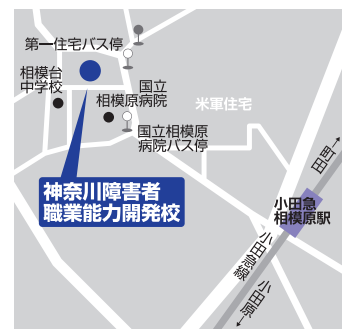 第一住宅バス停
相模台
中学校
国立
相模原
病院
米軍住宅
国立相模原
病院バス停
町田
神奈川障害者
職業能力開発校
小田急
相模原駅
小田急線
小田原